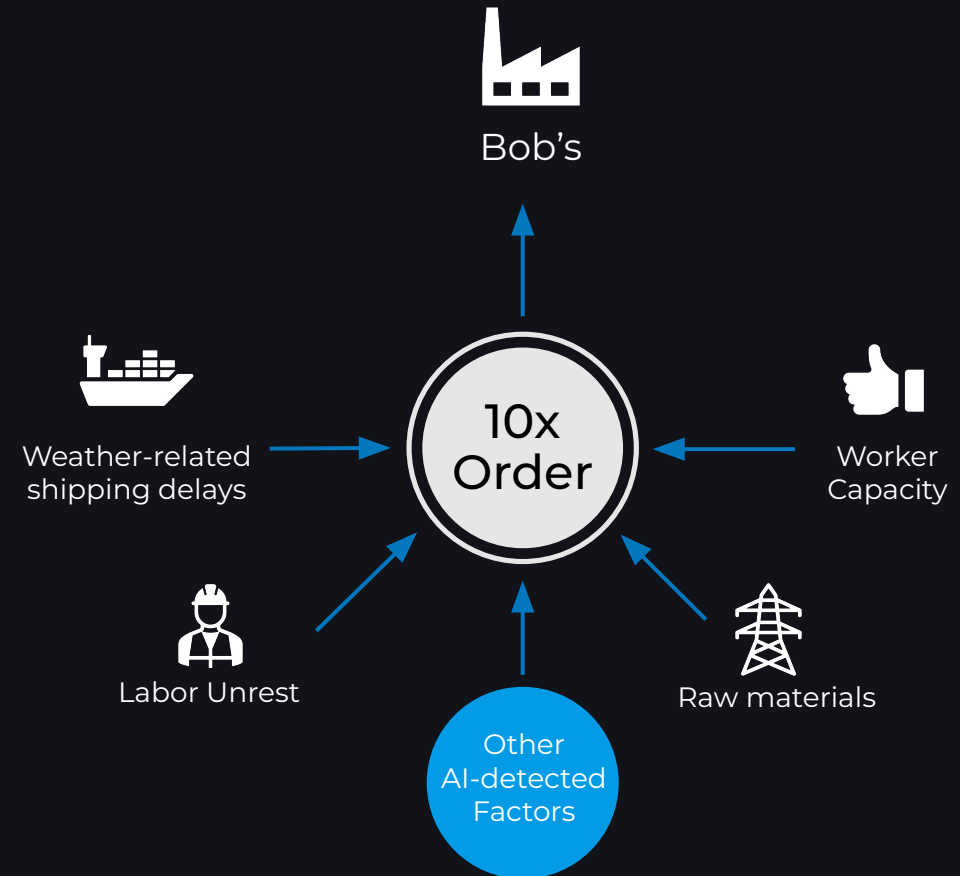 Bob’s
10x
Order
Weather-related
shipping delays
Worker
Capacity
Labor Unrest
Raw materials
Other
AI-detected
Factors